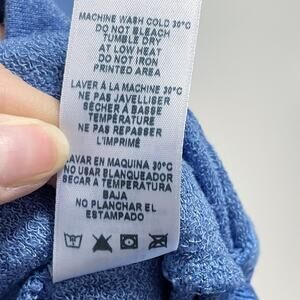 MACHINE WASH COLD 30°C
DO NOT BLEACH
TUMBLE DRY
AT LOW HEAT
DO NOT IRON
PRINTED AREA
LAVER À LA MACHINE 30°C
NE PAS JAVELLISER
SÉCHER À BASSE
TEMPÉRATURE
NE PAS REPASSER
L'IMPRIMÉ
LAVAR EN MAQUINA 30°C
NO USAR BLANQUEADOR
SECAR A TEMPERATURA
BAJA
NO PLANCHAR EL
ESTAMPADO